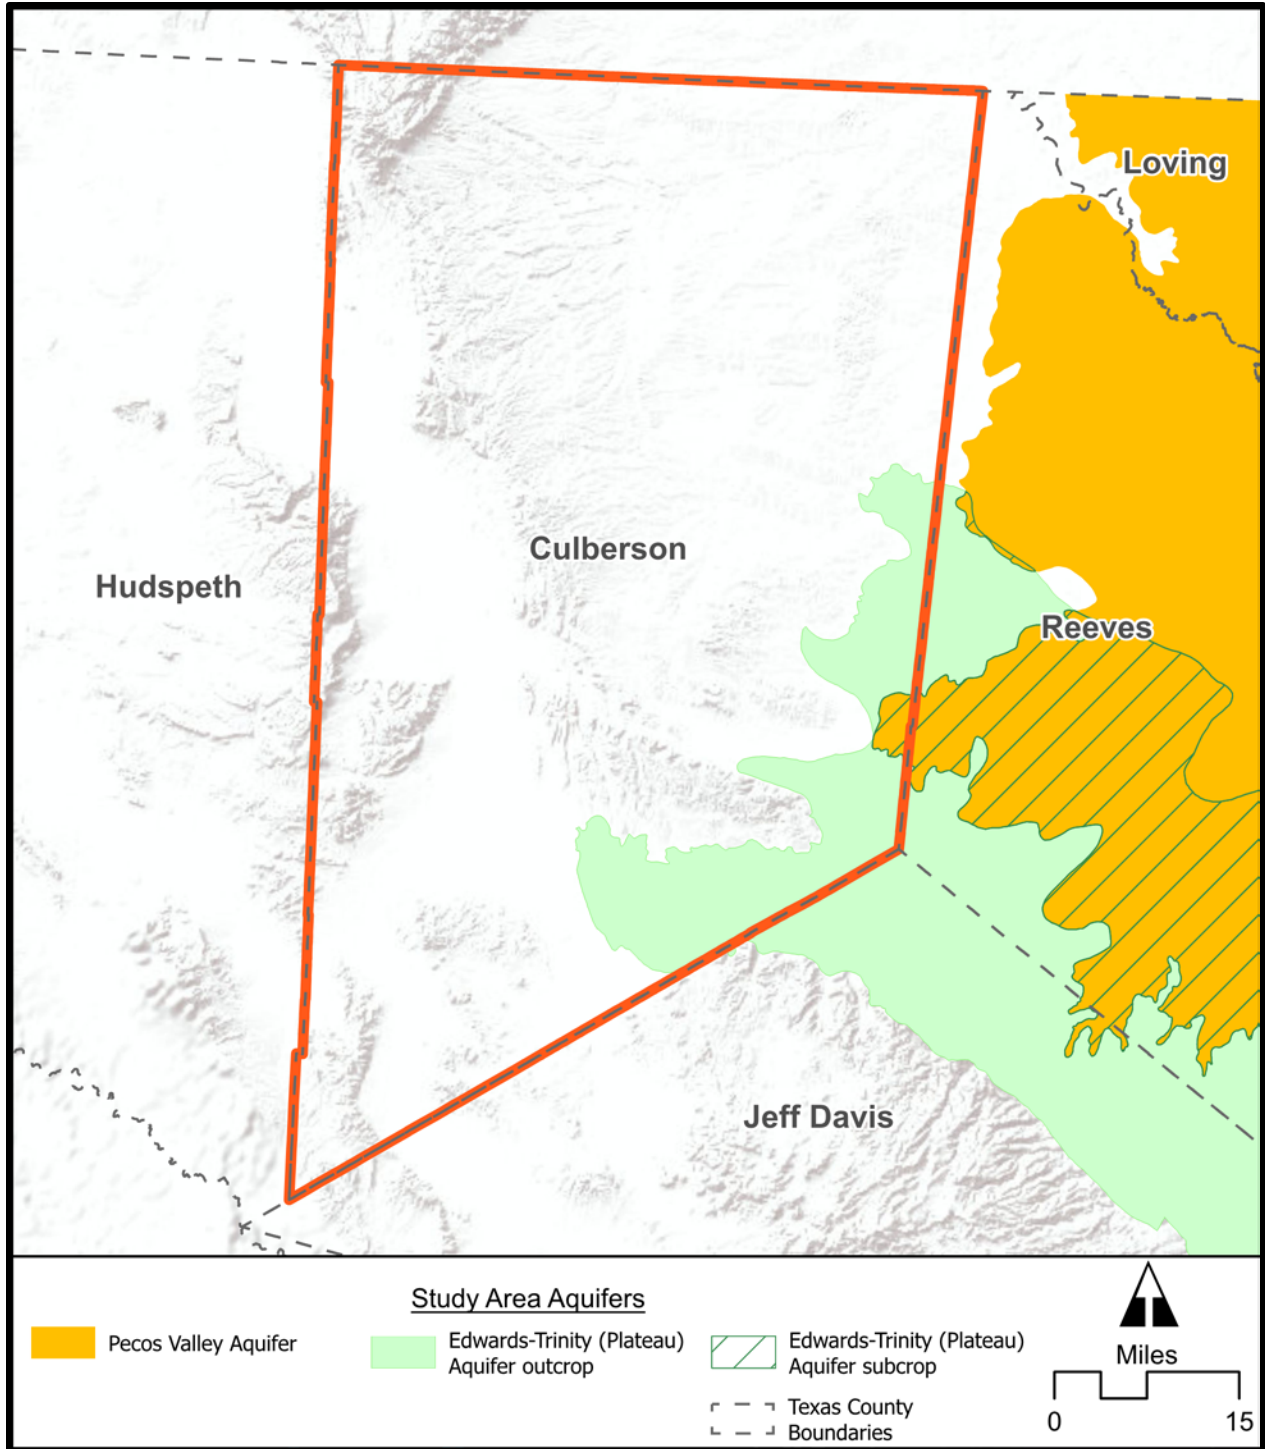 Loving
Culberson
Hudspeth
Reeves
Jeff Davis
Study Area Aquifers
Pecos Valley Aquifer
Edwards-Trinity (Plateau)
Aquifer outcrop
Edwards-Trinity (Plateau)
Aquifer subcrop
Texas County
Boundaries
Miles
0 15